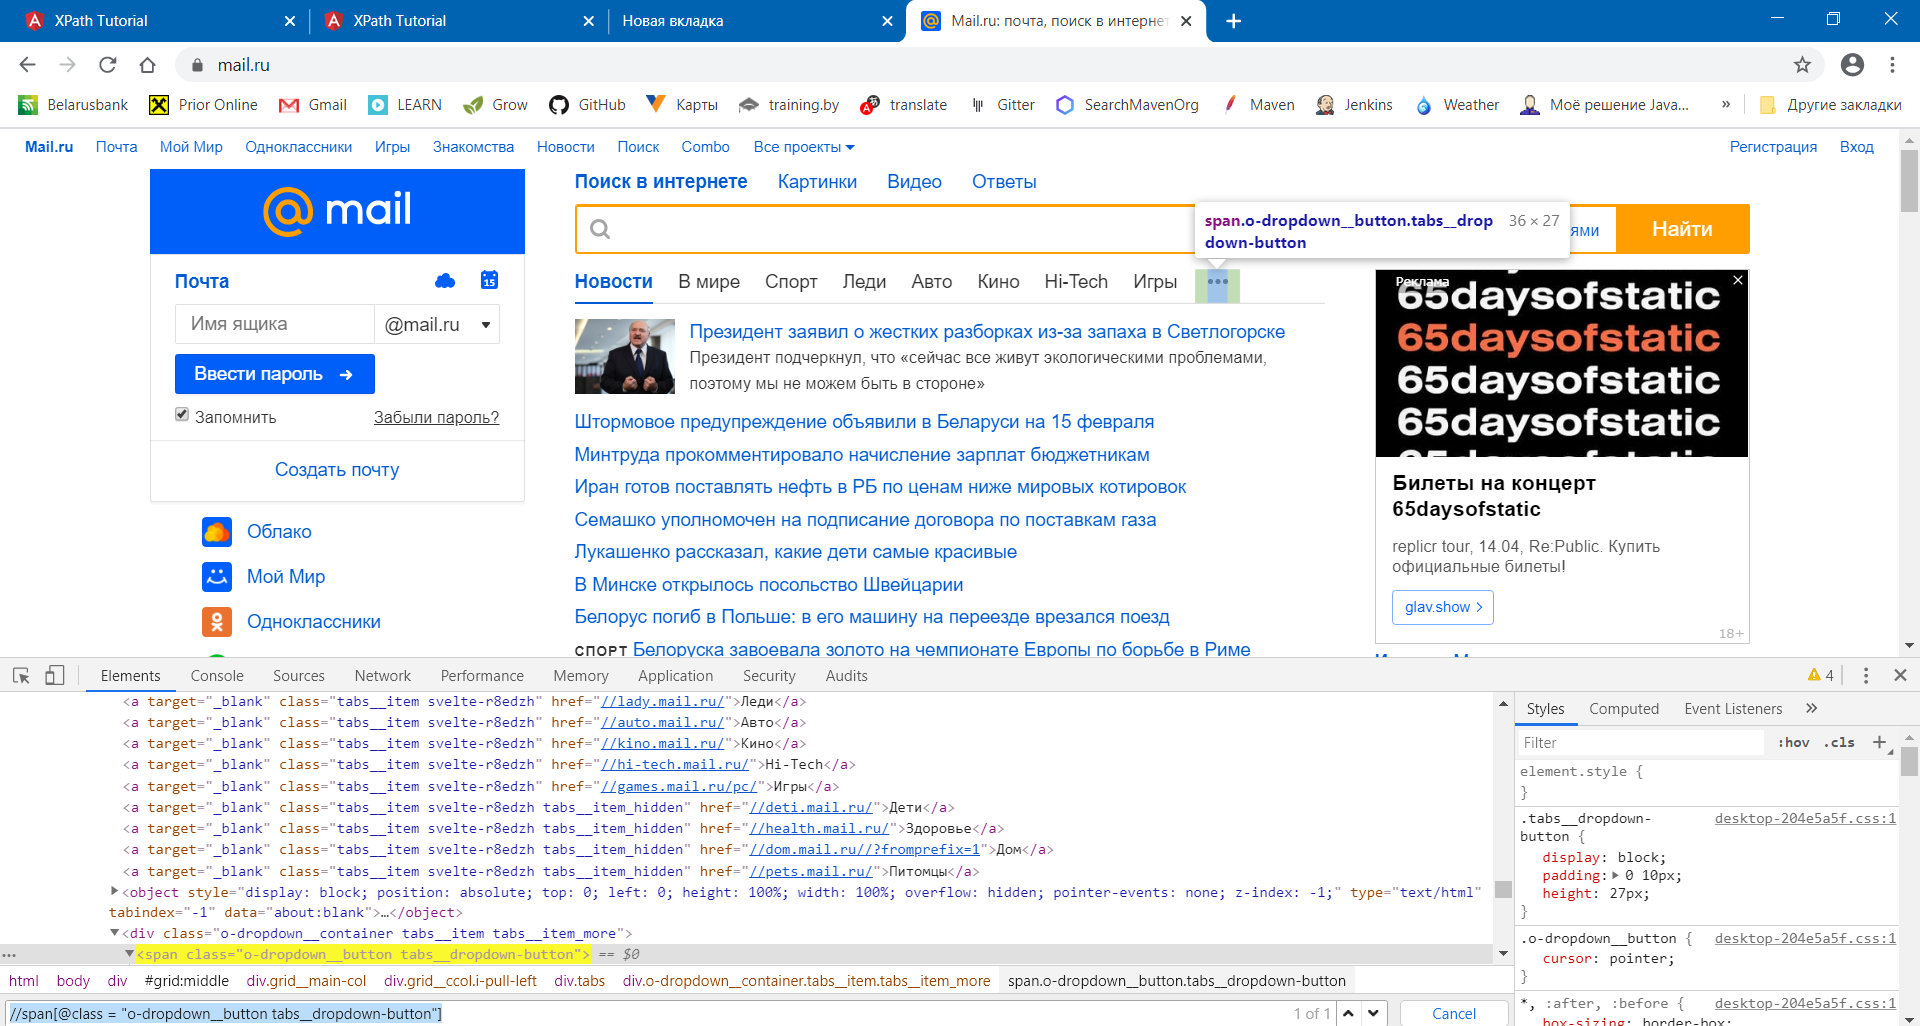 XPath Tutorial
XPath Tutorial
Новая вкладка
Mail.ru: почта, поиск в интернет
mail.ru
Belarusbank
Prior Online
Gmail
LEARN
Grow
GitHub
Карты
training.by
translate
Gitter
SearchMavenOrg
Maven
Jenkins
Weather
Моё решение Java...
»
Другие закладки
Mail.ru Почта Мой Мир Одноклассники Игры Знакомства Новости Поиск Combo Все проекты
Регистрация Вход
@mail
Почта
15
Имя ящика
@mail.ru
Ввести пароль →
Запомнить
Забыли пароль?
Создать почту
Облако
Мой Мир
Одноклассники
Поиск в интернете Картинки Видео Ответы
span.o-dropdown__button.tabs__drop 36 × 27
down-button
ями
Найти
Новости В мире Спорт Леди Авто Кино Hi-Tech Игры •••
Президент заявил о жестких разборках из-за запаха в Светлогорске
Президент подчеркнул, что «сейчас все живут экологическими проблемами,
поэтому мы не можем быть в стороне»
Штормовое предупреждение объявили в Беларуси на 15 февраля
Минтруда прокомментировало начисление зарплат бюджетникам
Иран готов поставлять нефть в РБ по ценам ниже мировых котировок
Семашко уполномочен на подписание договора по поставкам газа
Лукашенко рассказал, какие дети самые красивые
В Минске открылось посольство Швейцарии
Белорус погиб в Польше: в его машину на переезде врезался поезд
СПОРТ Белоруска завоевала золото на чемпионате Европы по борьбе в Риме
Реклама
65daysofstatic
65daysofstatic
65daysofstatic
65daysofstatic
Билеты на концерт
65daysofstatic
replicr tour, 14.04, Re:Public. Купить
официальные билеты!
glav.show >
18+
Elements Console Sources Network Performance Memory Application Security Audits
4
<a target="_blank" class="tabs__item svelte-r8edzh" href="//lady.mail.ru/">Леди</a>
<a target="_blank" class="tabs__item svelte-r8edzh" href="//auto.mail.ru/">Авто</a>
<a target="_blank" class="tabs__item svelte-r8edzh" href="//kino.mail.ru/">Кино</a>
<a target="_blank" class="tabs__item svelte-r8edzh" href="//hi-tech.mail.ru/">Hi-Tech</a>
<a target="_blank" class="tabs__item svelte-r8edzh" href="//games.mail.ru/pc/">Игры</a>
<a target="_blank" class="tabs__item svelte-r8edzh tabs__item_hidden" href="//deti.mail.ru/">Дети</a>
<a target="_blank" class="tabs__item svelte-r8edzh tabs__item_hidden" href="//health.mail.ru/">Здоровье</a>
<a target="_blank" class="tabs__item svelte-r8edzh tabs__item_hidden" href="//dom.mail.ru//?fromprefix=1">Дом</a>
<a target="_blank" class="tabs__item svelte-r8edzh tabs__item_hidden" href="//pets.mail.ru/">Питомцы</a>
<object style="display: block; position: absolute; top: 0; left: 0; height: 100%; width: 100%; overflow: hidden; pointer-events: none; z-index: -1;" type="text/html"
tabindex="-1" data="about:blank">…</object>
<div class="o-dropdown__container tabs__item tabs__item_more">
<span class="o-dropdown__button tabs__dropdown-button"> == $0
html body div #grid:middle div.grid__main-col div.grid__ccol.i-pull-left div.tabs div.o-dropdown__container.tabs__item.tabs__item_more span.o-dropdown__button.tabs__dropdown-button
//span[@class = "o-dropdown__button tabs__dropdown-button"]
1 of 1
Cancel
Styles Computed Event Listeners »
Filter
:hov .cls +
element.style {
}
.tabs__dropdown- desktop-204e5a5f.css:1
button {
display: block;
padding: 0 10px;
height: 27px;
}
.o-dropdown__button { desktop-204e5a5f.css:1
cursor: pointer;
}
*, :after, :before { desktop-204e5a5f.css:1
box-sizing: border-box;